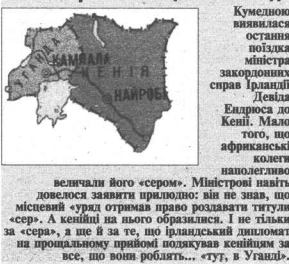 УГАНДА
КАМПАЛА
КЕНІЯ
НАЙРОБІ
Кумедною
виявилася
остання
поїздка
міністра
закордонних
справ Ірландії
Девіда
Ендрюса до
Кенії. Мало
того, що
африканські
колеги
наполегливо
величали його «сером». Міністрові навіть
довелося заявити прилюдно: він не знав, що
місцевий «уряд отримав право роздавати титули
«сер». А кенійці на нього образилися. І не тільки
за «сера», а ще й за те, що ірландський дипломат
на прощальному прийомі подякував кенійцям за
все, що вони роблять... «тут, в Уганді».